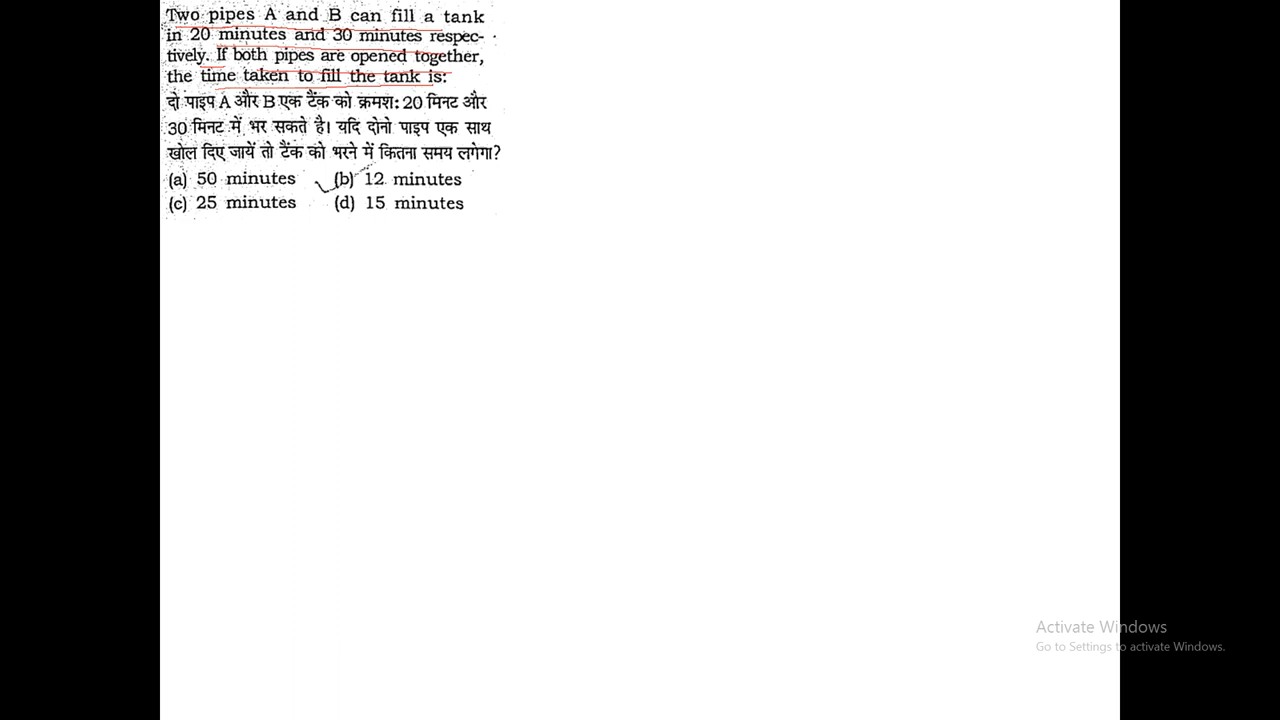 Two pipes A and B can fill a tank
in 20 minutes and 30 minutes respec-
tively. If both pipes are opened together,
the time taken to fill the tank is:
दो पाइप A और B एक टैंक को क्रमश: 20 मिनट और
30 मिनट में भर सकते है। यदि दोनो पाइप एक साथ
खोल दिए जायें तो टैंक को भरने में कितना समय लगेगा?
(a) 50 minutes (b) 12 minutes
(c) 25 minutes (d) 15 minutes
Activate Windows
Go to Settings to activate Windows.